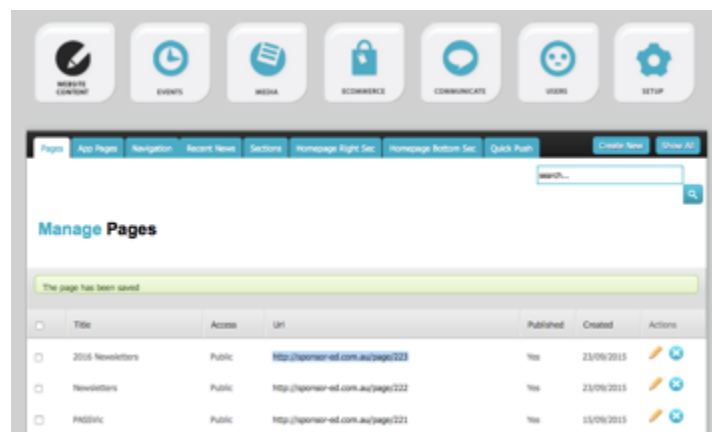 WEBSITE CONTENT
EVENTS
MEDIA
ECOMMERCE
COMMUNICATE
USERS
SETUP
Pages App Pages Navigation Recent News Sections Homepage Right Sec Homepage Bottom Sec Quick Push Create New Show All
search...
Manage Pages
The page has been saved
Title Access Url Published Created Actions
2016 Newsletters Public http://sponsor-ed.com.au/page/223 Yes 23/09/2015
Newsletters Public http://sponsor-ed.com.au/page/222 Yes 23/09/2015
PASSVic Public http://sponsor-ed.com.au/page/221 Yes 15/09/2015